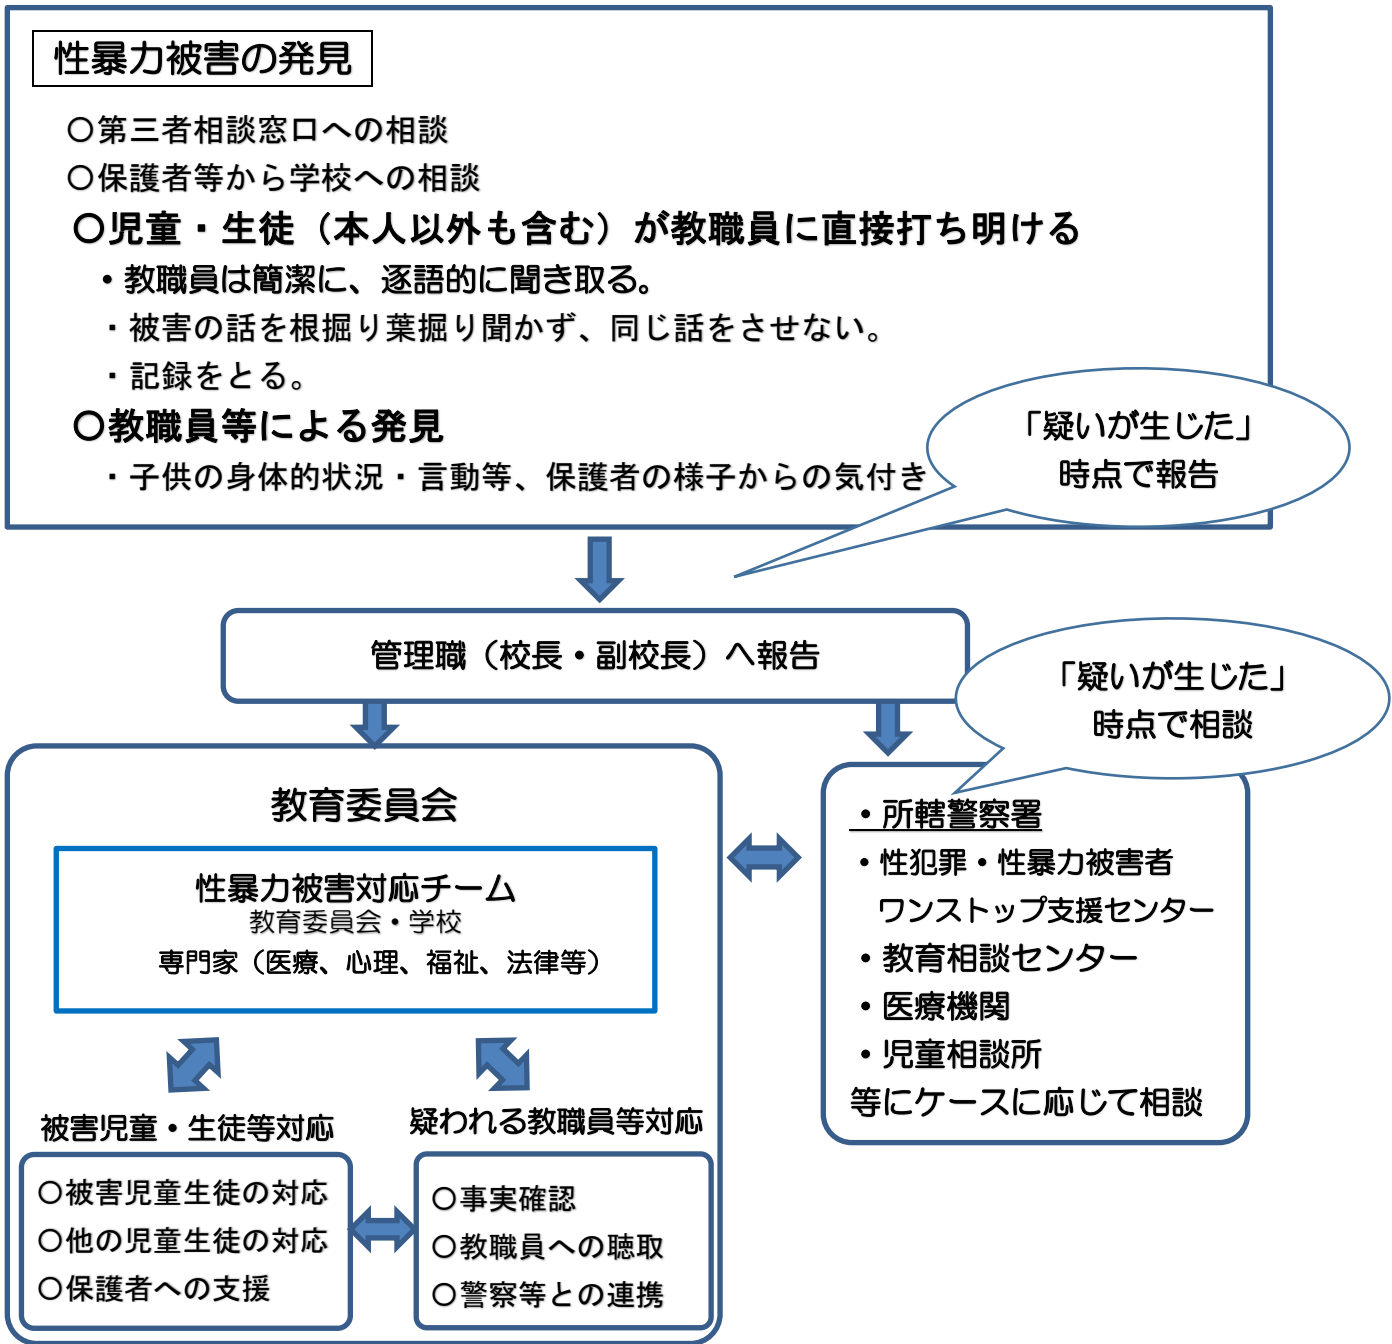 性暴力被害の発見
○第三者相談窓口への相談
○保護者等から学校への相談
○児童・生徒（本人以外も含む）が教職員に直接打ち明ける
・教職員は簡潔に、逐語的に聞き取る。
・被害の話を根掘り葉掘り聞かず、同じ話をさせない。
・記録をとる。
○教職員等による発見
・子供の身体的状況・言動等、保護者の様子からの気付き
「疑いが生じた」
時点で報告
管理職（校長・副校長）へ報告
「疑いが生じた」
時点で相談
教育委員会
性暴力被害対応チーム
教育委員会・学校
専門家（医療、心理、福祉、法律等）
被害児童・生徒等対応
○被害児童生徒の対応
○他の児童生徒の対応
○保護者への支援
疑われる教職員等対応
○事実確認
○教職員への聴取
○警察等との連携
・所轄警察署
・性犯罪・性暴力被害者
ワンストップ支援センター
・教育相談センター
・医療機関
・児童相談所
等にケースに応じて相談